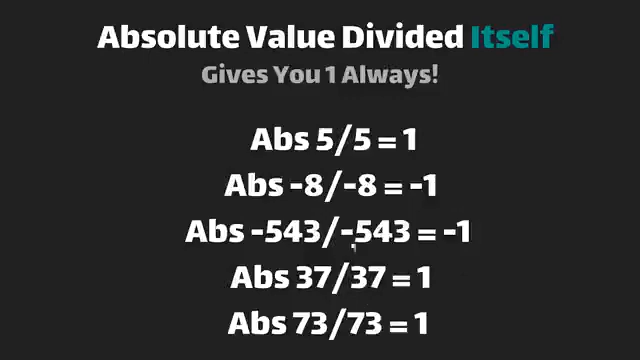 Absolute Value Divided Itself
Gives You 1 Always!
Abs 5/5 = 1
Abs -8/-8 = -1
Abs -543/-543 = -1
Abs 37/37 = 1
Abs 73/73 = 1